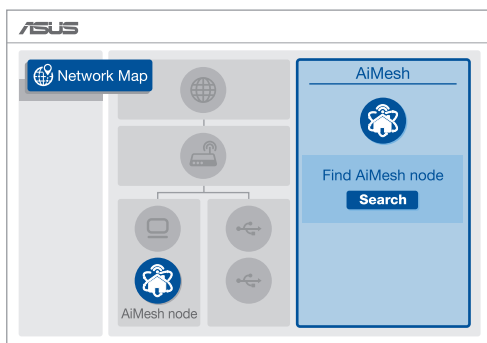 ASUS
Network Map
AiMesh
Find AiMesh node
Search
AiMesh node